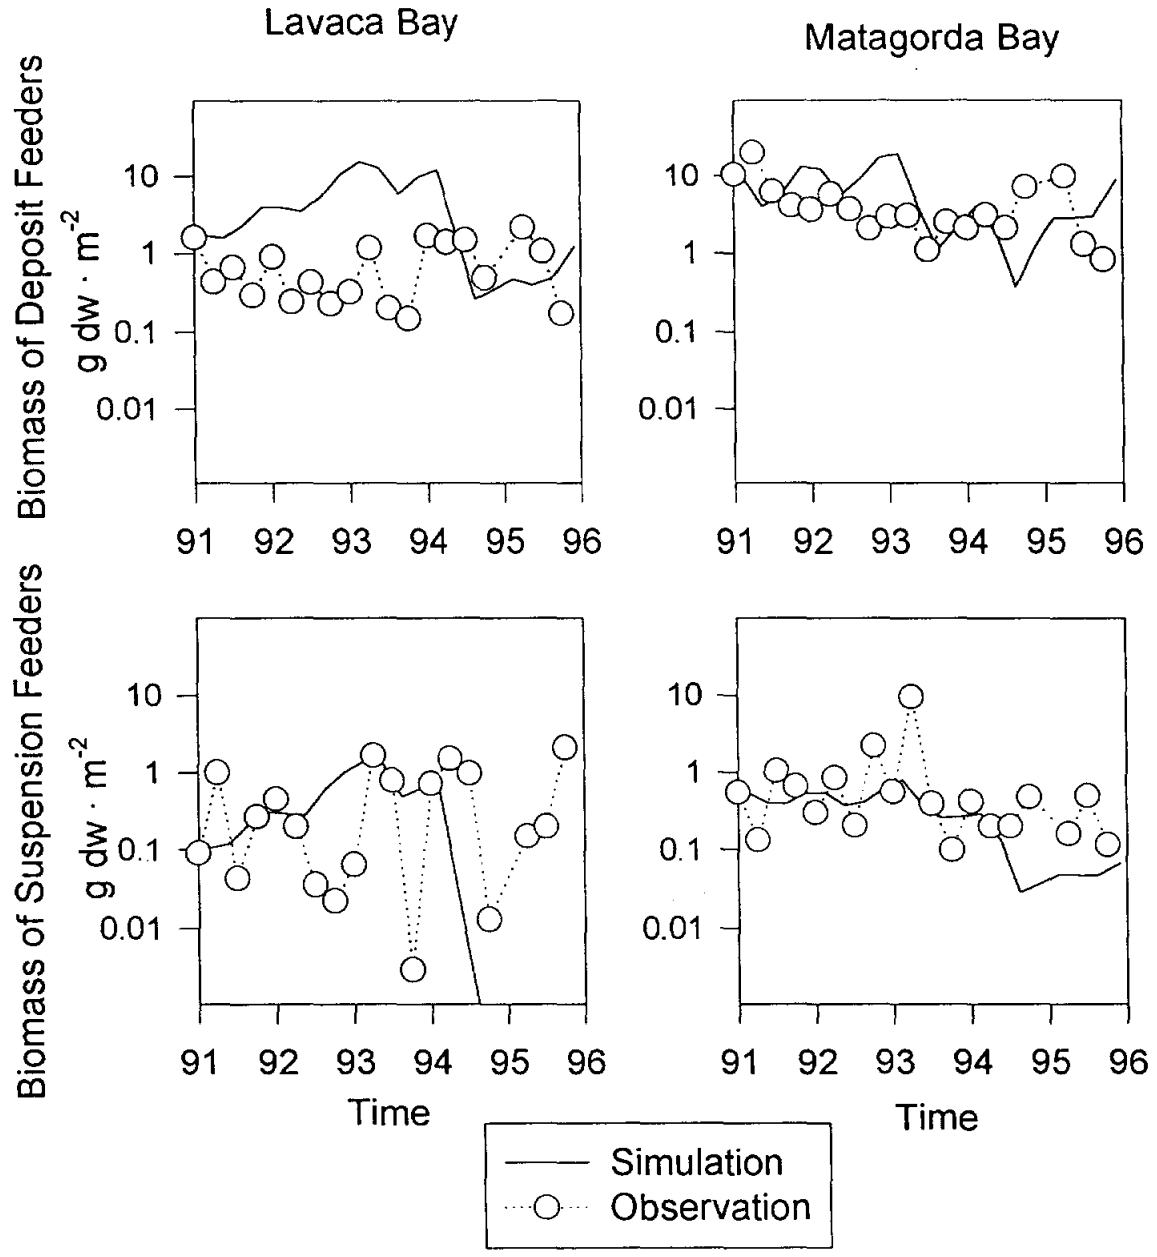 Lavaca Bay
Matagorda Bay
Biomass of Deposit Feeders
g dw · m-2
10
1
0.1
0.01
91 92 93 94 95 96
10
1
0.1
0.01
91 92 93 94 95 96
Biomass of Suspension Feeders
g dw · m-2
10
1
0.1
0.01
91 92 93 94 95 96
Time
10
1
0.1
0.01
91 92 93 94 95 96
Time
Simulation
Observation